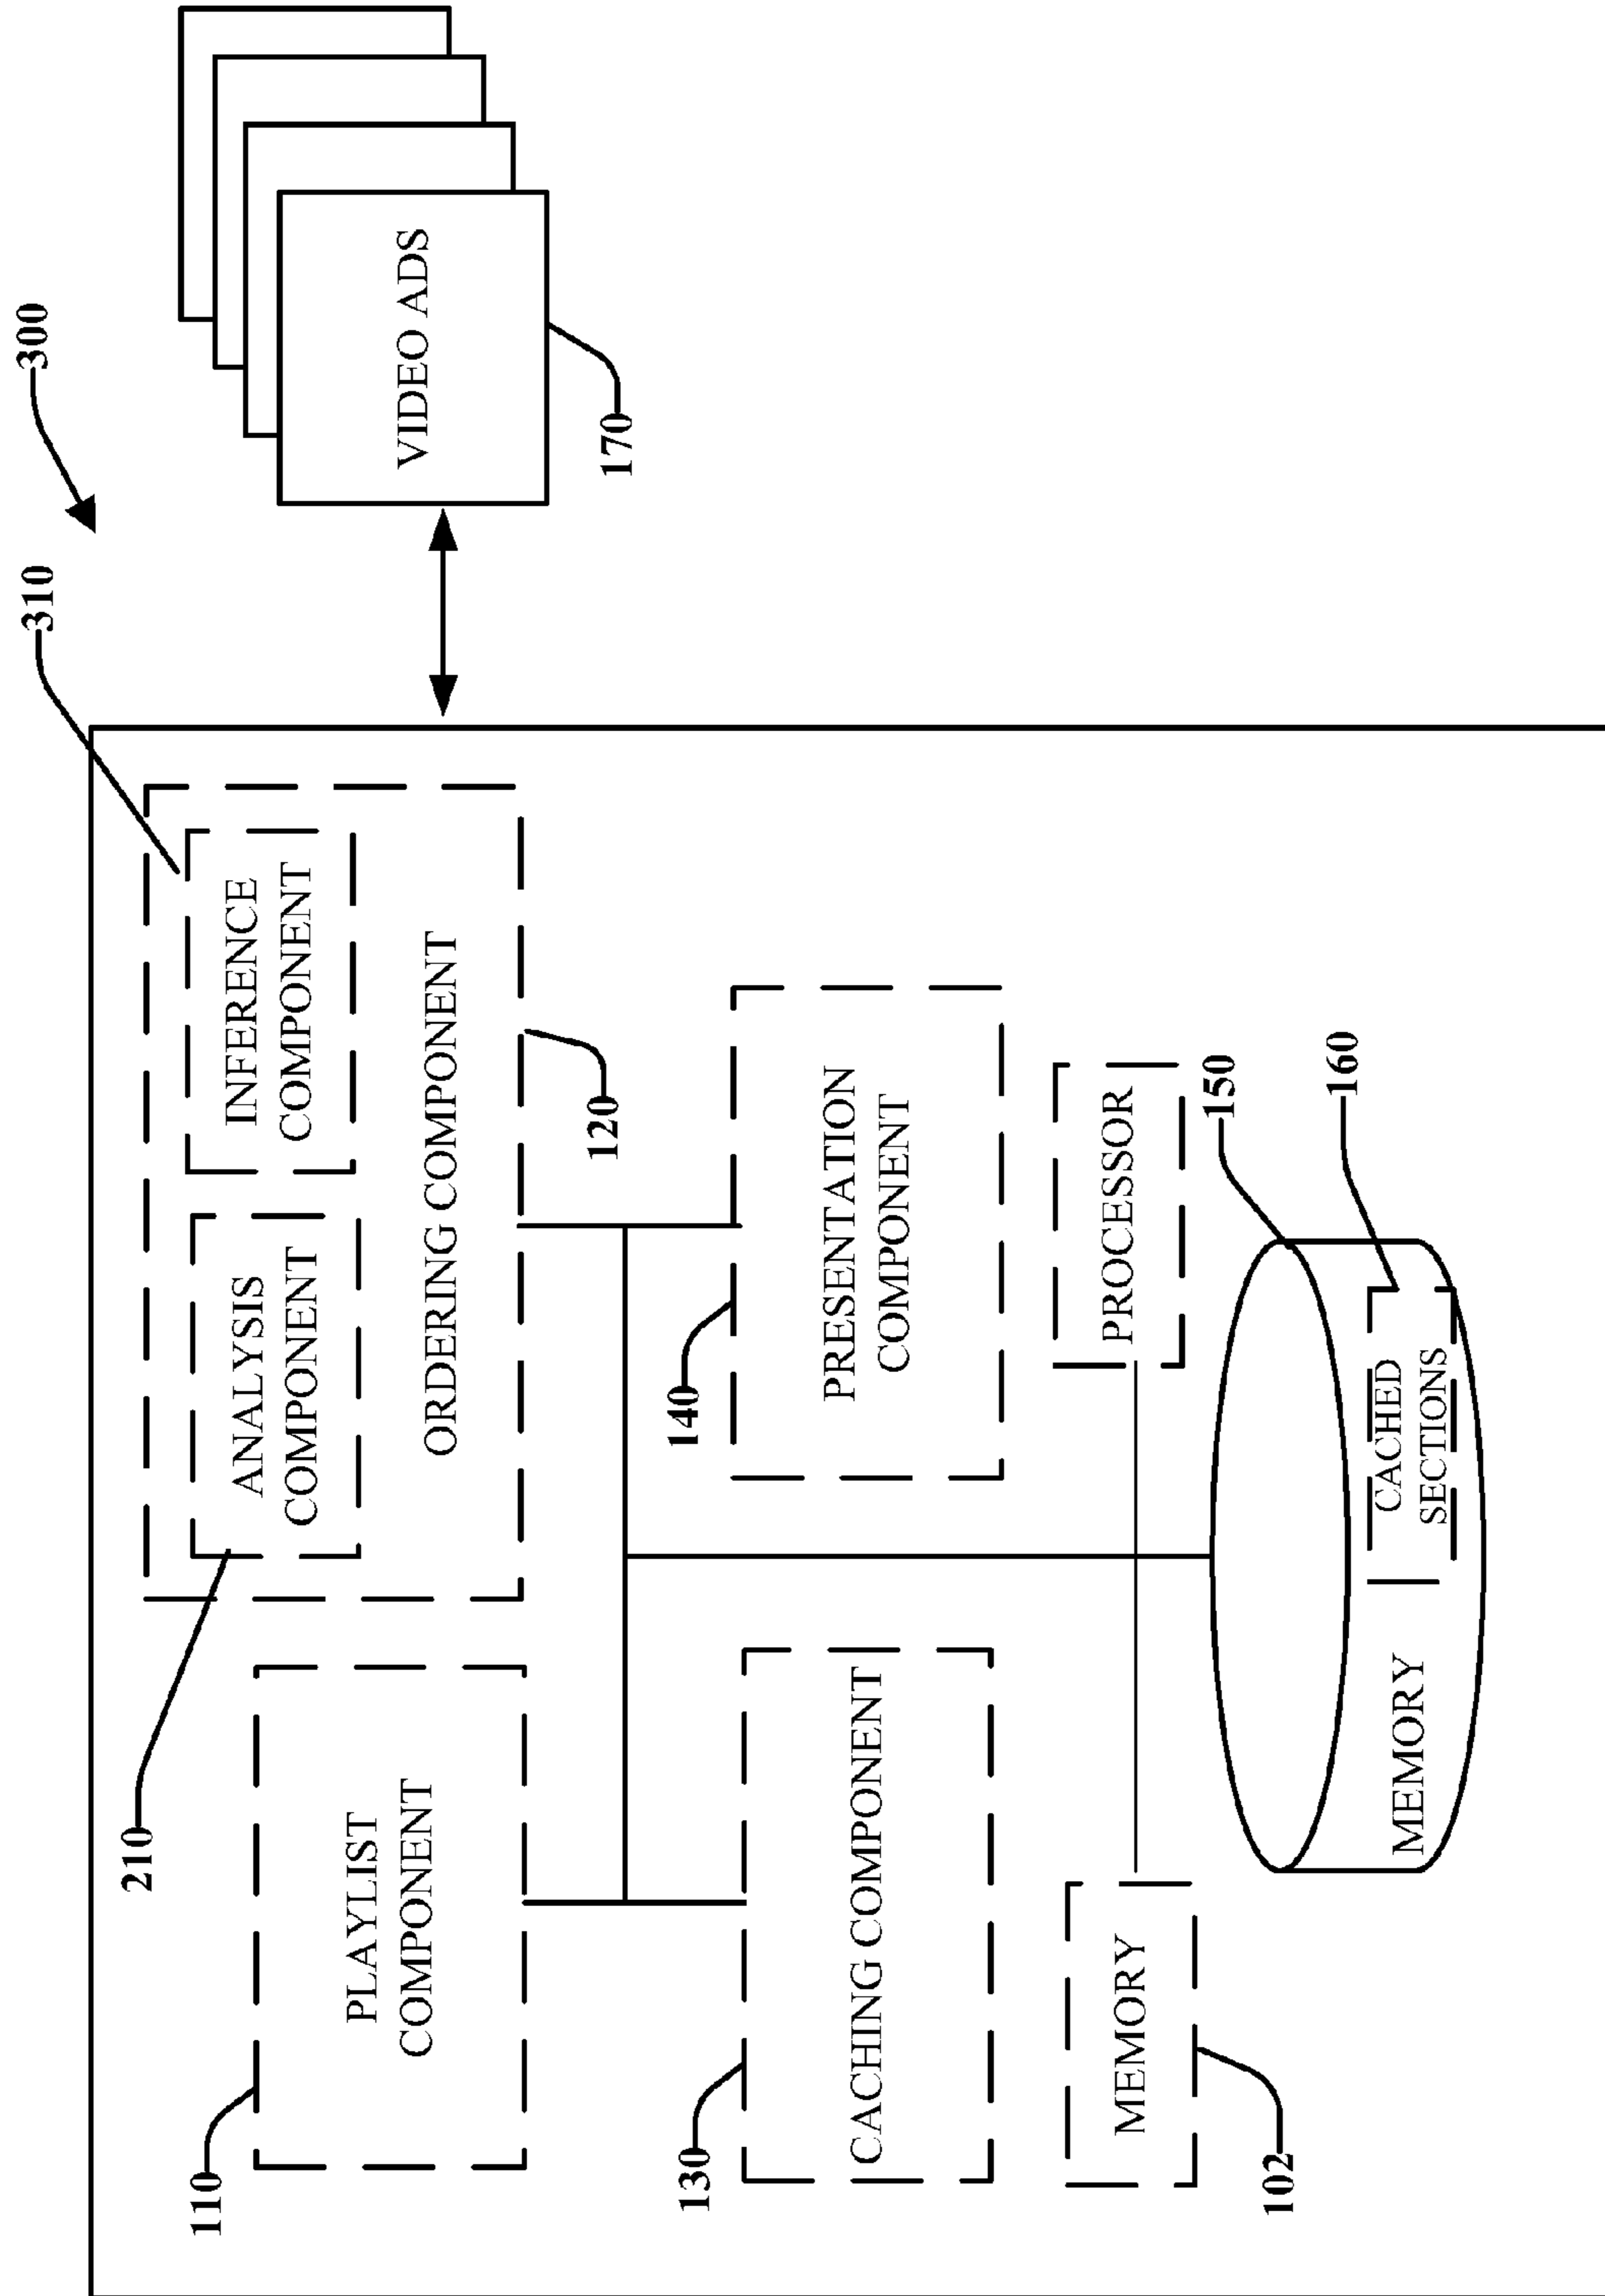 300
310
210
110
PLAYLIST
COMPONENT
ANALYSIS
COMPONENT
INFERENCE
COMPONENT
ORDERING COMPONENT
120
VIDEO ADS
170
130
CACHING COMPONENT
140
PRESENTATION
COMPONENT
MEMORY
102
PROCESSOR
150
160
CACHED
SECTIONS
MEMORY